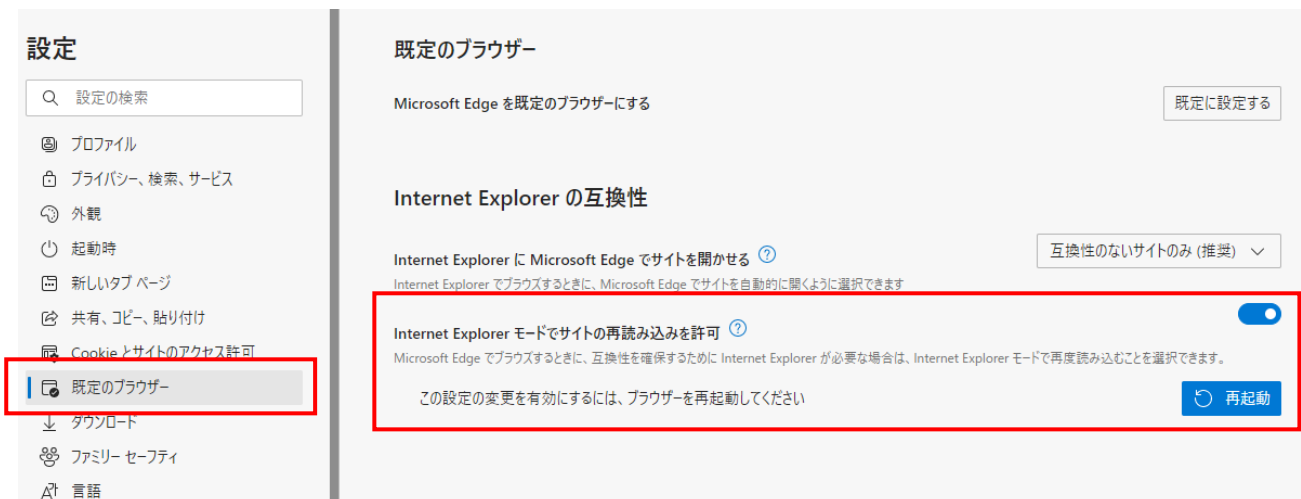 設定
設定の検索
プロファイル
プライバシー、検索、サービス
外観
起動時
新しいタブ ページ
共有、コピー、貼り付け
Cookie とサイトのアクセス許可
既定のブラウザー
ダウンロード
ファミリー セーフティ
言語
既定のブラウザー
Microsoft Edge を既定のブラウザーにする
既定に設定する
Internet Explorer の互換性
Internet Explorer に Microsoft Edge でサイトを開かせる
互換性のないサイトのみ (推奨)
Internet Explorer でブラウズするときに、Microsoft Edge でサイトを自動的に開くように選択できます
Internet Explorer モードでサイトの再読み込みを許可
Microsoft Edge でブラウズするときに、互換性を確保するために Internet Explorer が必要な場合は、Internet Explorer モードで再度読み込むことを選択できます。
この設定の変更を有効にするには、ブラウザーを再起動してください
再起動